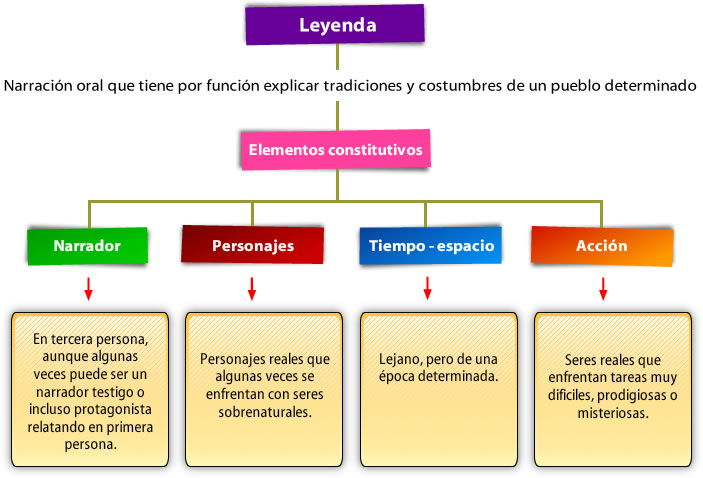 Leyenda
Narración oral que tiene por función explicar tradiciones y costumbres de un pueblo determinado
Elementos constitutivos
Narrador
Personajes
Tiempo - espacio
Acción
En tercera persona,
aunque algunas
veces puede ser un
narrador testigo o
incluso protagonista
relatando en primera
persona.
Personajes reales que
algunas veces se
enfrentan con seres
sobrenaturales.
Lejano, pero de una
época determinada.
Seres reales que
enfrentan tareas muy
dificiles, prodigiosas o
misteriosas.